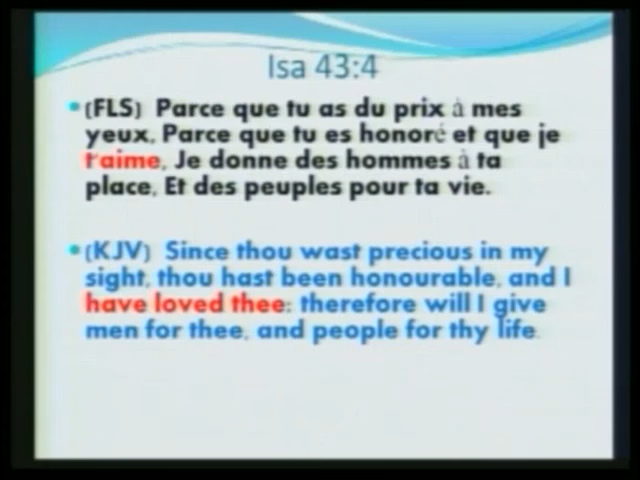 Isa 43:4
(FLS) Parce que tu as du prix à mes
yeux, Parce que tu es honoré et que je
t'aime, Je donne des hommes à ta
place, Et des peuples pour ta vie.
(KJV) Since thou wast precious in my
sight, thou hast been honourable, and I
have loved thee: therefore will I give
men for thee, and people for thy life.